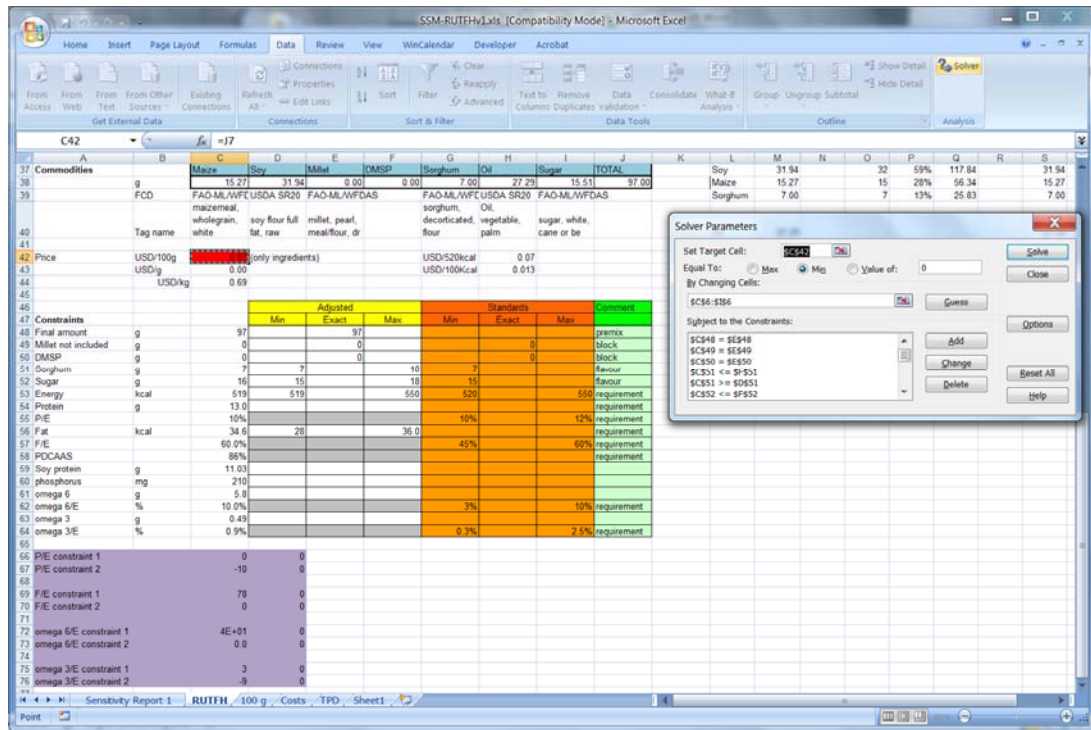 SSM-RUTFHv1.xls [Compatibility Mode] - Microsoft Excel
Home Insert Page Layout Formulas Data Review View WinCalendar Developer Acrobat
From Access From Web From Text From Other Sources Existing Connections Refresh All Connections Properties Edit Links Sort Filter Clear Reapply Advanced Text to Columns Remove Duplicates Data Validation Consolidate What-If Analysis Group Ungroup Subtotal Show Detail Hide Detail Solver
Get External Data Connections Sort & Filter Data Tools Outline Analysis
C42 fx =J7
A B C D E F G H I J K L M N O P Q R S
37 Commodities Maize Soy Millet DMSP Sorghum Oil Sugar TOTAL Soy 31.94 32 59% 117.84 31.94
38 g 15.27 31.94 0.00 0.00 7.00 27.29 15.51 97.00 Maize 15.27 15 28% 56.34 15.27
39 FCD FAO-ML/WFD USDA SR20 FAO-ML/WFDAS FAO-ML/WFD USDA SR20 FAO-ML/WFDAS Sorghum 7.00 7 13% 25.83 7.00
40 Tag name maizemeal, wholegrain, white soy flour full fat, raw millet, pearl, meal/flour, dr sorghum, decorticated, flour Oil, vegetable, palm sugar, white, cane or be
41
42 Price USD/100g (only ingredients) USD/520kcal 0.07
43 USD/g 0.00 USD/100Kcal 0.013
44 USD/kg 0.69
45
46 Adjusted Standards Comment
47 Constraints Min Exact Max Min Exact Max
48 Final amount g 97 97 premix
49 Millet not included g 0 0 0 block
50 DMSP g 0 0 0 block
51 Sorghum g 7 7 10 7 flavour
52 Sugar g 16 15 18 15 flavour
53 Energy kcal 519 519 550 520 550 requirement
54 Protein g 13.0 requirement
55 P/E 10% 10% 12% requirement
56 Fat kcal 34.6 28 36.0 requirement
57 F/E 60.0% 45% 60% requirement
58 PDCAAS 86% requirement
59 Soy protein g 11.03
60 phosphorus mg 210
61 omega 6 g 5.8
62 omega 6/E % 10.0% 3% 10% requirement
63 omega 3 g 0.49
64 omega 3/E % 0.9% 0.3% 2.5% requirement
65
66 P/E constraint 1 0 0
67 P/E constraint 2 -10 0
68
69 F/E constraint 1 78 0
70 F/E constraint 2 0 0
71
72 omega 6/E constraint 1 4E+01 0
73 omega 6/E constraint 2 0.0 0
74
75 omega 3/E constraint 1 3 0
76 omega 3/E constraint 2 -9 0
Solver Parameters
Set Target Cell: $C$42 Solve
Equal To: Max Min Value of: 0 Close
By Changing Cells:
$C$6:$I$6 Guess
Subject to the Constraints: Options
$C$48 = $E$48 Add
$C$49 = $E$49
$C$50 = $E$50 Change
$C$51 <= $F$51 Reset All
$C$51 >= $D$51 Delete
$C$52 <= $F$52 Help
Sensitivity Report 1 RUTFH 100 g Costs TPD Sheet1
Point